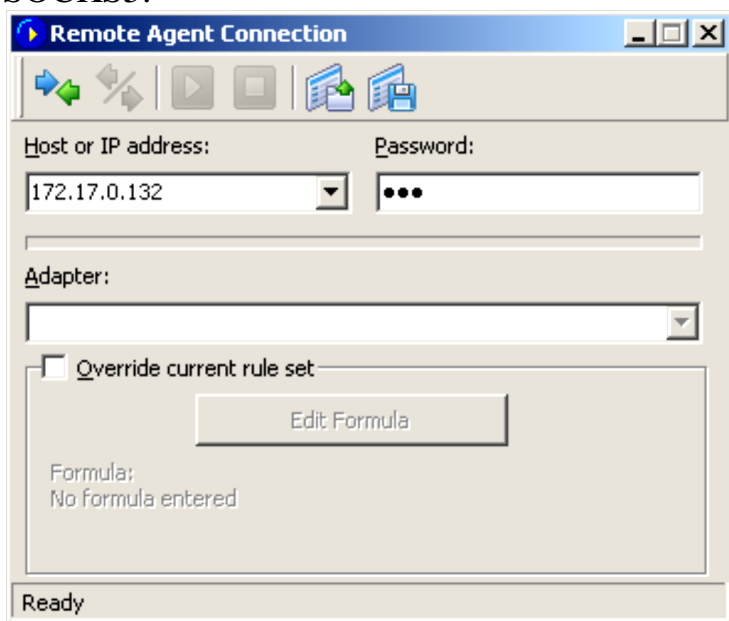 Remote Agent Connection
Host or IP address: Password:
172.17.0.132 •••
Adapter:
Override current rule set
Edit Formula
Formula:
No formula entered
Ready